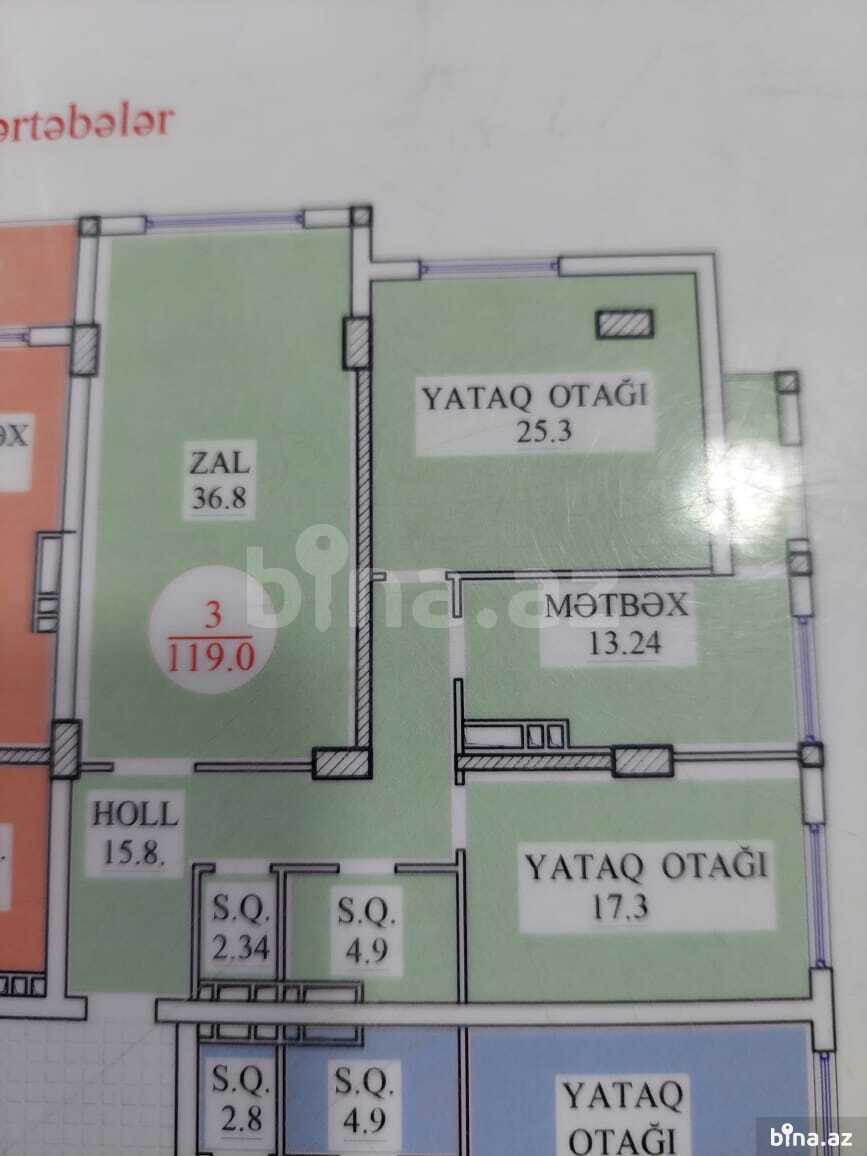 ərtəbələr
YATAQ OTAĞI
25.3
ZAL
36.8
bina.az
3
119.0
MƏTBƏX
13.24
HOLL
15.8.
YATAQ OTAĞI
17.3
S.Q.
2.34
S.Q.
4.9
S.Q.
2.8
S.Q.
4.9
YATAQ
OTAĞI
bina.az